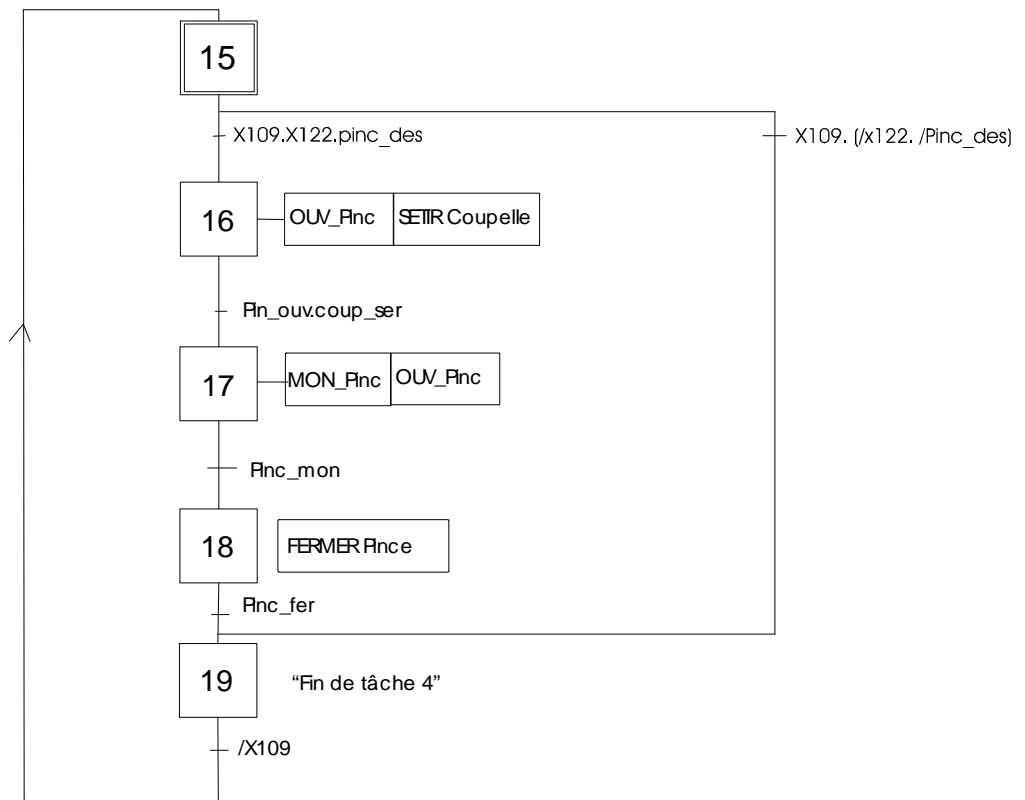 15
X109.X122.pinc_des
X109. (/x122. /Pinc_des)
16
OUV_Pinc
SETIR Coupelle
Pin_ouv.coup_ser
17
MON_Pinc
OUV_Pinc
Pinc_mon
18
FERMER Pince
Pinc_fer
19
“Fin de tâche 4”
/X109